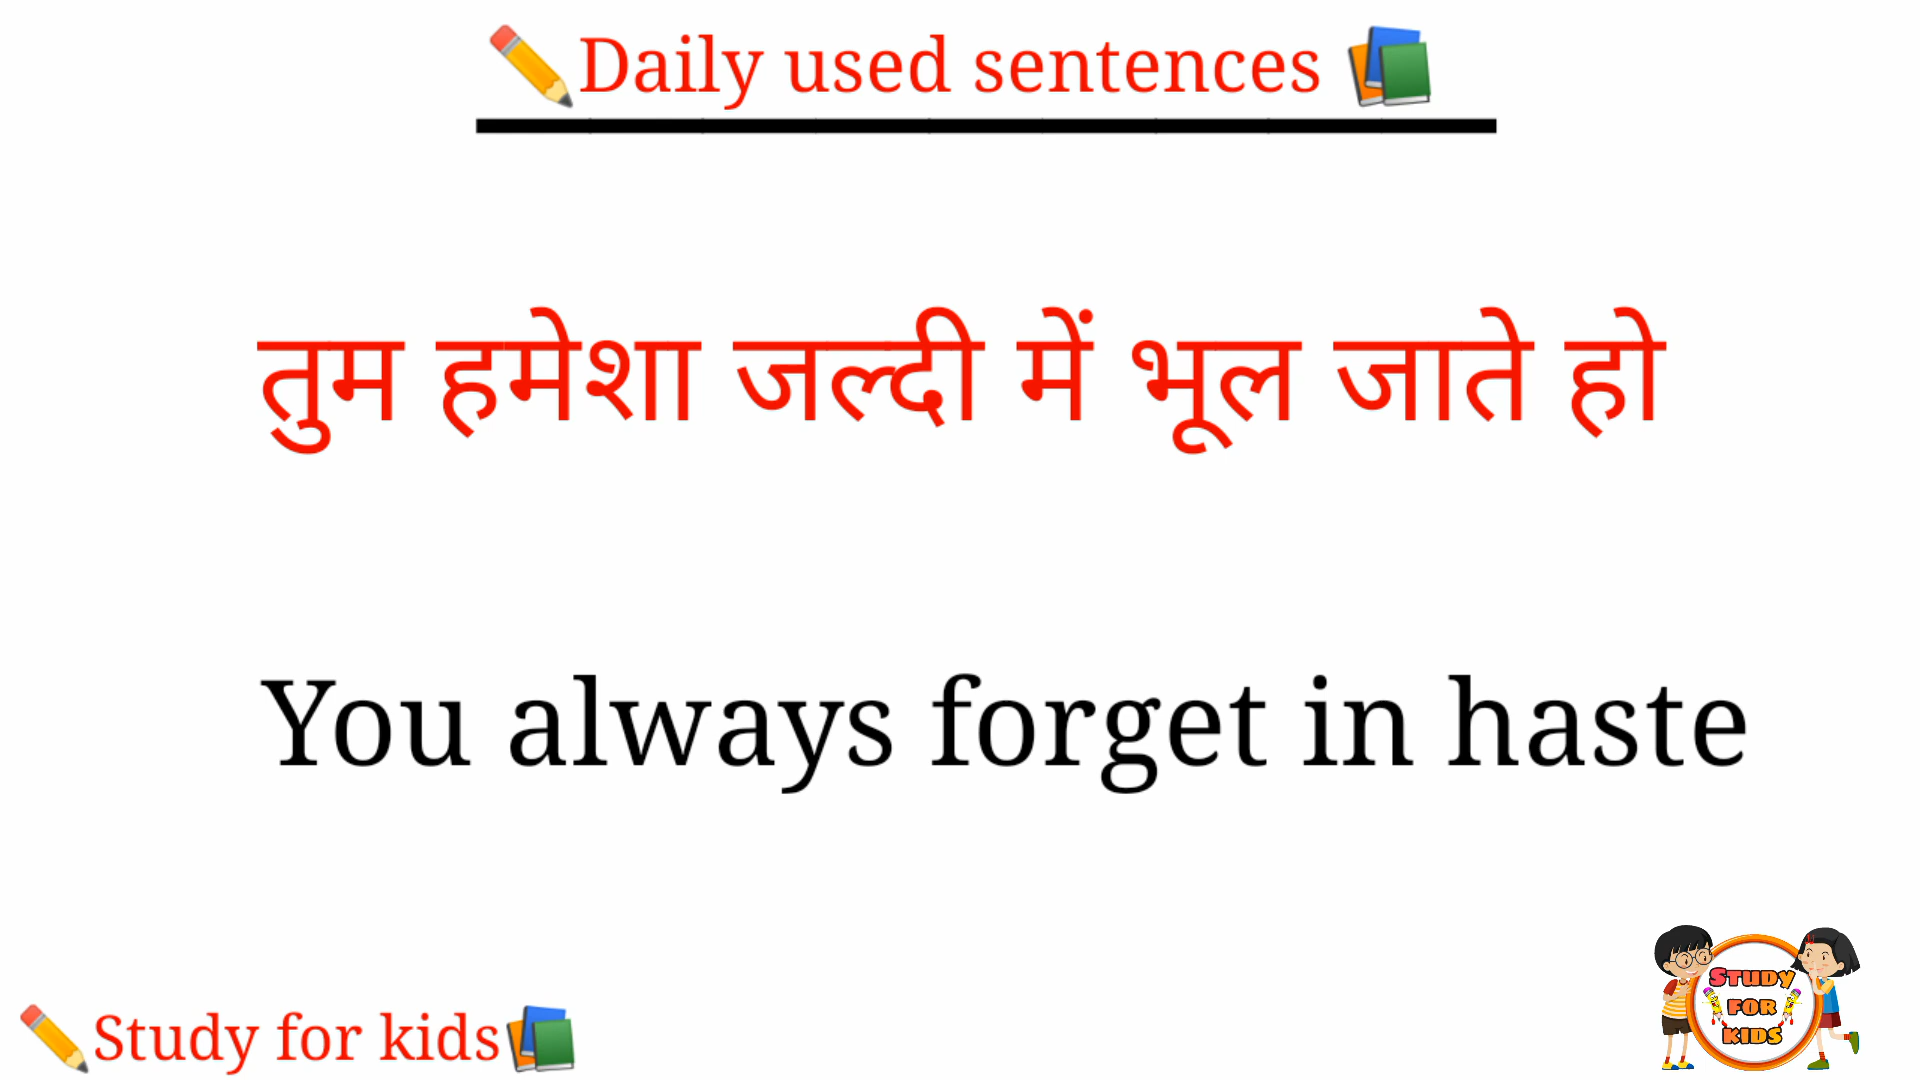 ✏️Daily used sentences 📚
तुम हमेशा जल्दी में भूल जाते हो
You always forget in haste
✏️Study for kids📚
STUDY
FOR
KIDS